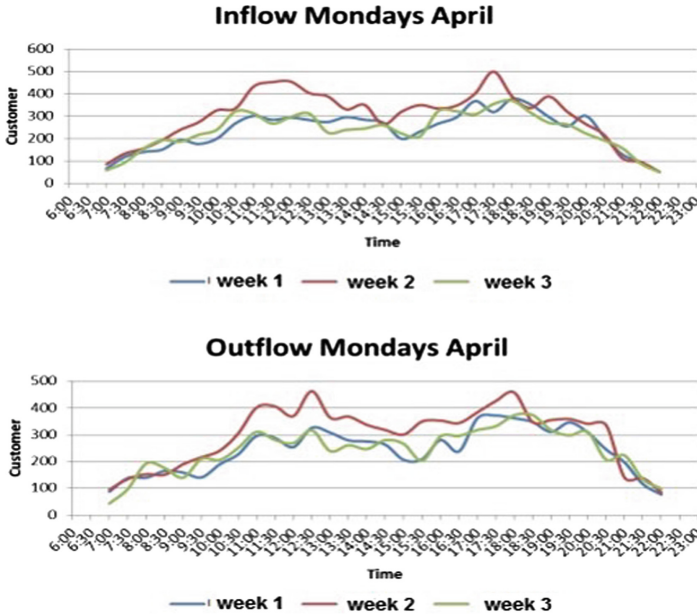 Inflow Mondays April
Customer
600
500
400
300
200
100
0
6:00 6:30 7:00 7:30 8:00 8:30 9:00 9:30 10:00 10:30 11:00 11:30 12:00 12:30 13:00 13:30 14:00 14:30 15:00 15:30 16:00 16:30 17:00 17:30 18:00 18:30 19:00 19:30 20:00 20:30 21:00 21:30 22:00 22:30 23:00
Time
week 1 week 2 week 3
Outflow Mondays April
Customer
500
400
300
200
100
0
6:00 6:30 7:00 7:30 8:00 8:30 9:00 9:30 10:00 10:30 11:00 11:30 12:00 12:30 13:00 13:30 14:00 14:30 15:00 15:30 16:00 16:30 17:00 17:30 18:00 18:30 19:00 19:30 20:00 20:30 21:00 21:30 22:00 22:30 23:00
Time
week 1 week 2 week 3